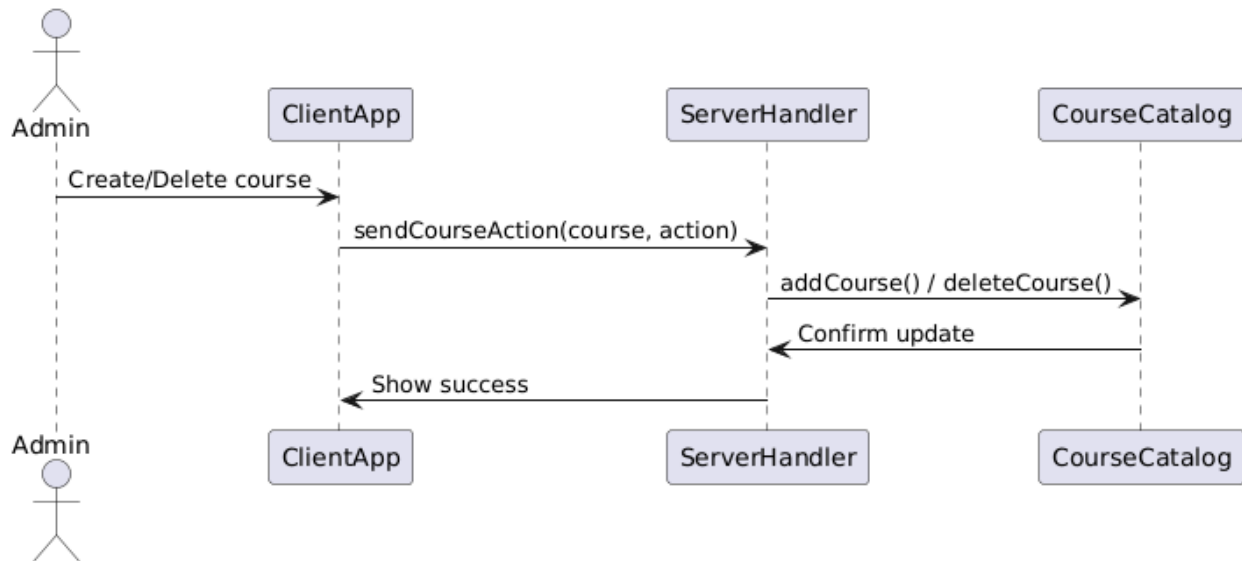 Admin
ClientApp
ServerHandler
CourseCatalog
Create/Delete course
sendCourseAction(course, action)
addCourse() / deleteCourse()
Confirm update
Show success
Admin
ClientApp
ServerHandler
CourseCatalog